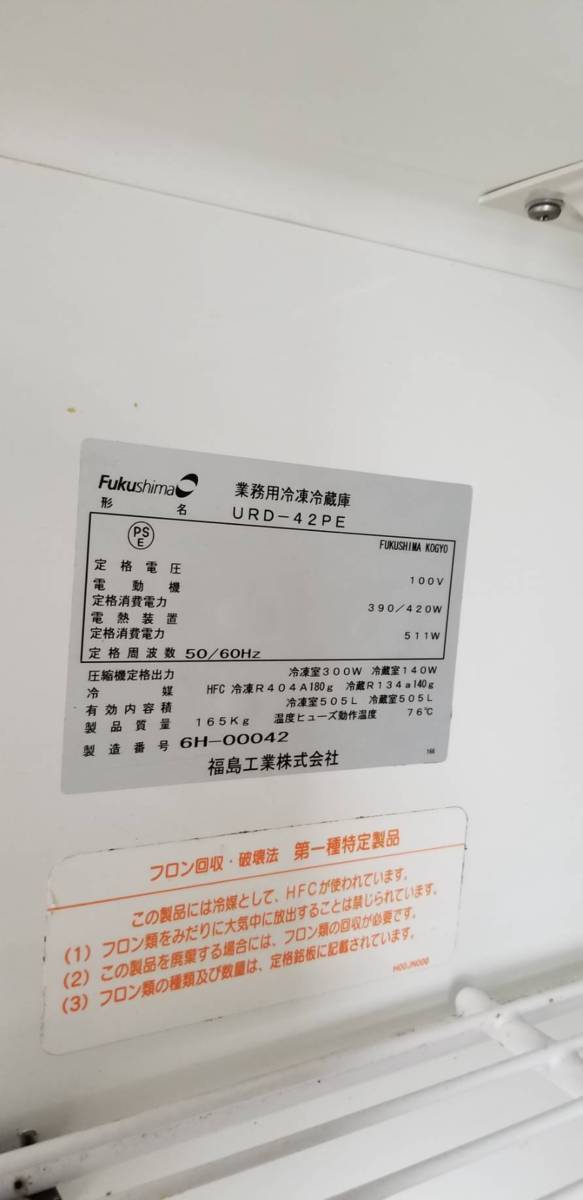 Fukushima 業務用冷凍冷蔵庫
形名 URD-42PE
PS
E
FUKUSHIMA KOGYO
定格電圧 100V
電動機
定格消費電力 390/420W
電熱装置
定格消費電力 511W
定格周波数 50/60Hz
圧縮機定格出力 冷凍室300W 冷蔵室140W
冷媒 HFC 冷凍R404A180g 冷蔵R134a140g
有効内容積 冷凍室505L 冷蔵室505L
製品質量 165Kg 温度ヒューズ動作温度 76℃
製造番号 6H-00042
福島工業株式会社 166
フロン回収・破壊法 第一種特定製品
この製品には冷媒として、HFCが使われています。
(1) フロン類をみだりに大気中に放出することは禁じられています。
(2) この製品を廃棄する場合には、フロン類の回収が必要です。
(3) フロン類の種類及び数量は、定格銘板に記載されています。